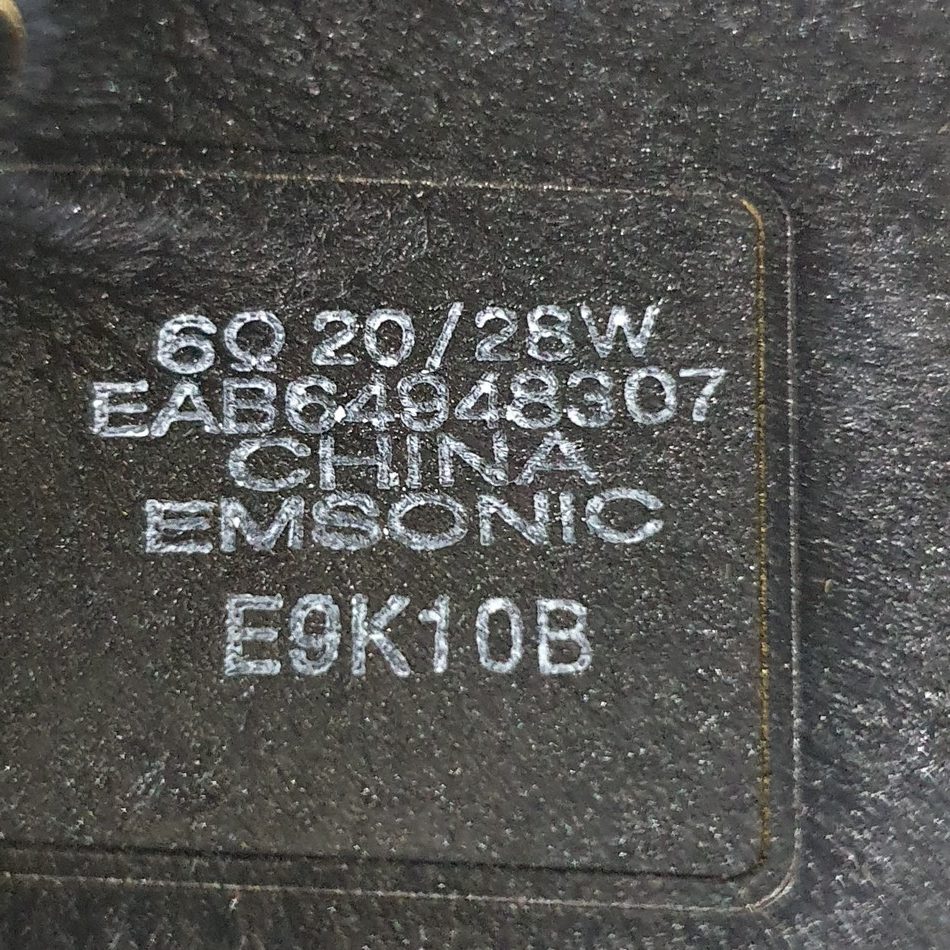 6Ω 20/28W
EAB64948307
CHINA
EMSONIC
E9K10B